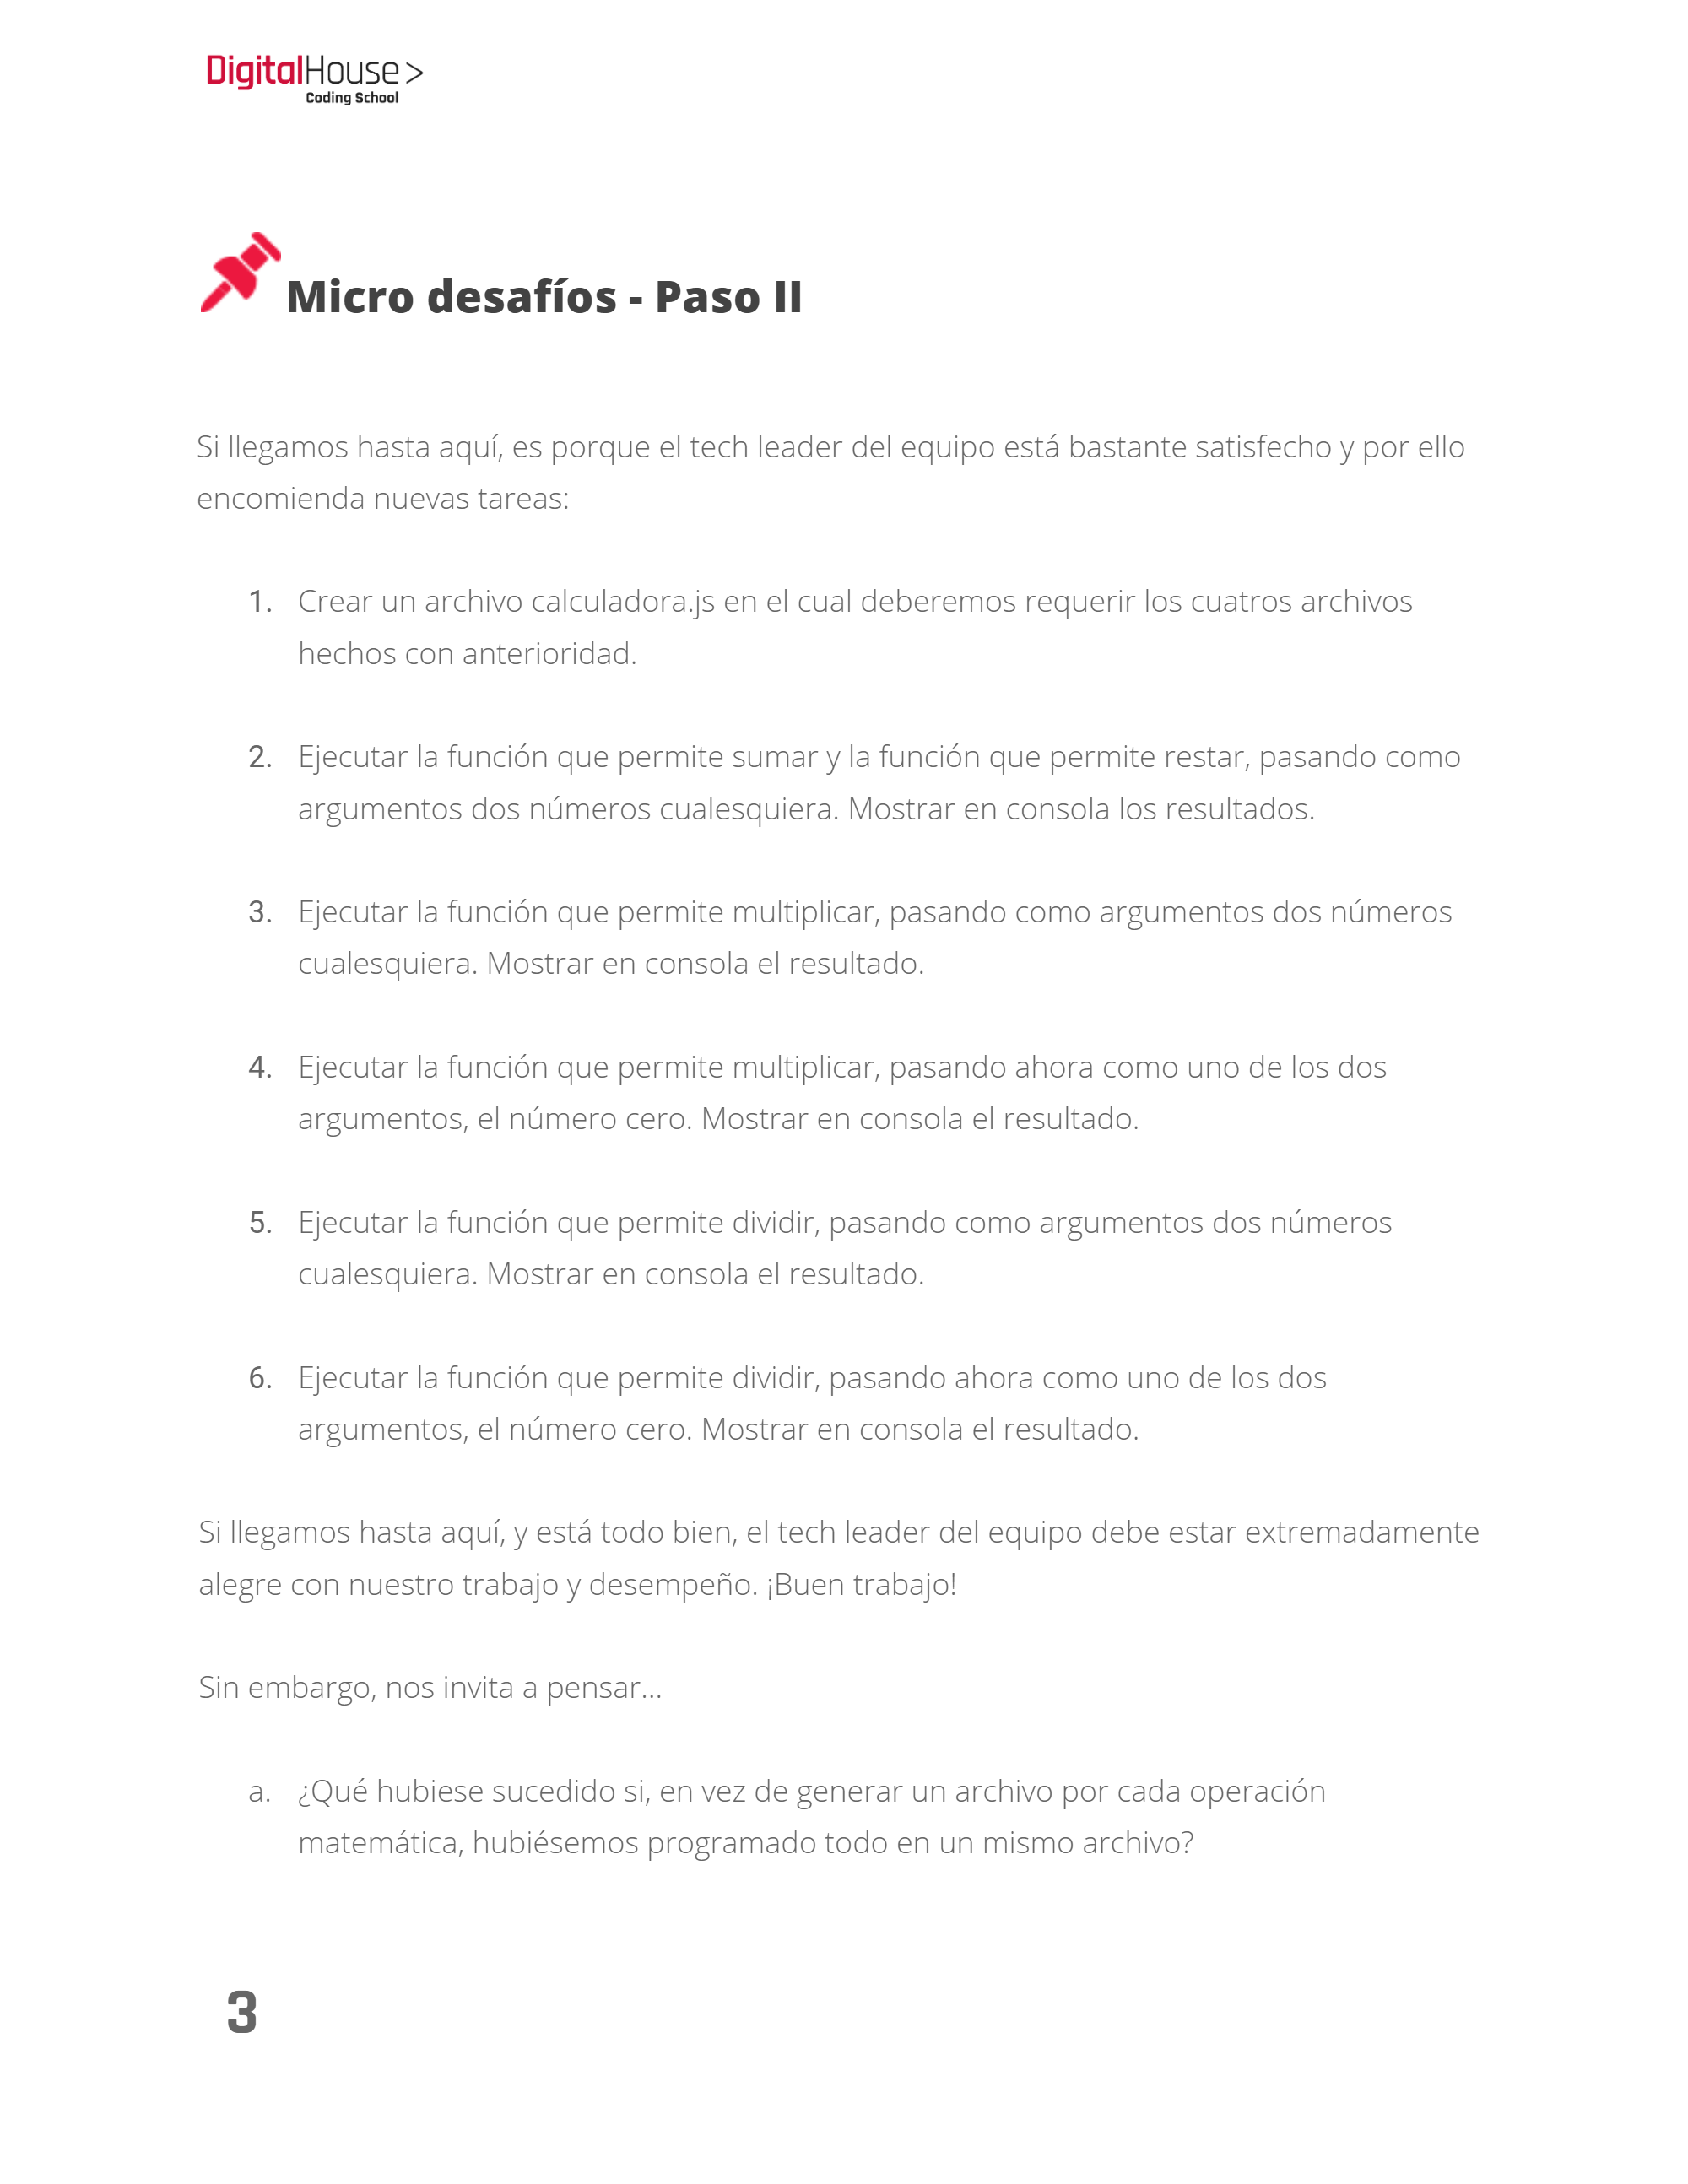 DigitalHouse >
Coding School
Micro desafíos - Paso II
Si llegamos hasta aquí, es porque el tech leader del equipo está bastante satisfecho y por ello
encomienda nuevas tareas:
1. Crear un archivo calculadora.js en el cual deberemos requerir los cuatros archivos
hechos con anterioridad.
2. Ejecutar la función que permite sumar y la función que permite restar, pasando como
argumentos dos números cualesquiera. Mostrar en consola los resultados.
3. Ejecutar la función que permite multiplicar, pasando como argumentos dos números
cualesquiera. Mostrar en consola el resultado.
4. Ejecutar la función que permite multiplicar, pasando ahora como uno de los dos
argumentos, el número cero. Mostrar en consola el resultado.
5. Ejecutar la función que permite dividir, pasando como argumentos dos números
cualesquiera. Mostrar en consola el resultado.
6. Ejecutar la función que permite dividir, pasando ahora como uno de los dos
argumentos, el número cero. Mostrar en consola el resultado.
Si llegamos hasta aquí, y está todo bien, el tech leader del equipo debe estar extremadamente
alegre con nuestro trabajo y desempeño. ¡Buen trabajo!
Sin embargo, nos invita a pensar...
a. ¿Qué hubiese sucedido si, en vez de generar un archivo por cada operación
matemática, hubiésemos programado todo en un mismo archivo?
3